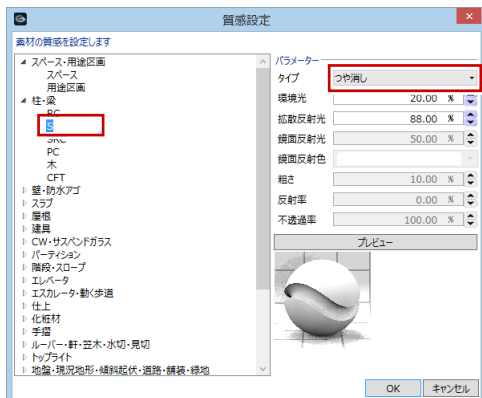 質感設定
素材の質感を設定します
スペース・用途区画
スペース
用途区画
柱・梁
RC
S
SRC
PC
木
CFT
壁・防水アゴ
スラブ
屋根
建具
CW・サスペンドガラス
パーティション
階段・スロープ
エレベータ
エスカレータ・動く歩道
仕上
化粧材
手摺
ルーバー・軒・笠木・水切・見切
トップライト
地盤・現況地形・傾斜起伏・道路・舗装・緑地
パラメーター
タイプ つや消し
環境光 20.00 %
拡散反射光 88.00 %
鏡面反射光 50.00 %
鏡面反射色
粗さ 10.00 %
反射率 0.00 %
不透過率 100.00 %
プレビュー
OK キャンセル